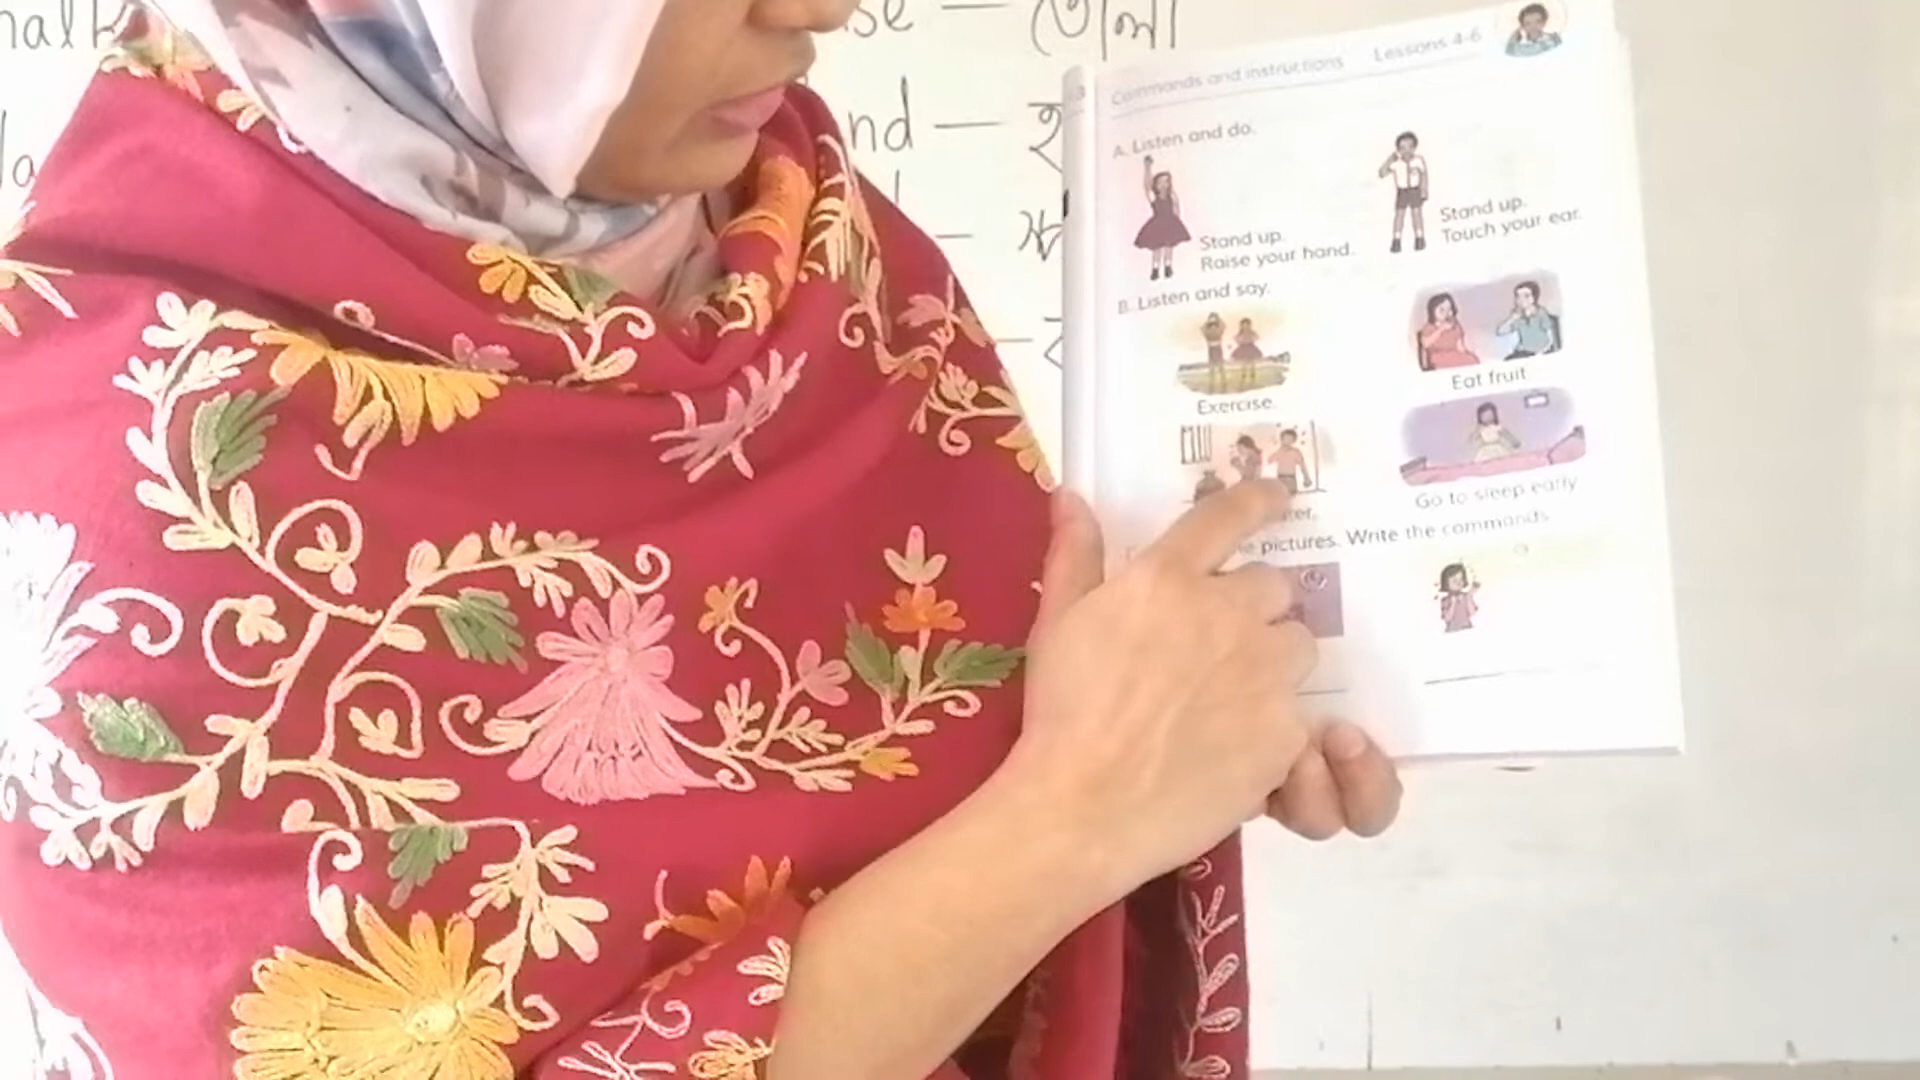 se — তোলা
nd —
Commands and instructions Lessons 4-6
A. Listen and do.
Stand up.
Raise your hand.
Stand up.
Touch your ear.
B. Listen and say.
Exercise.
Eat fruit.
Go to sleep early
pictures. Write the commands